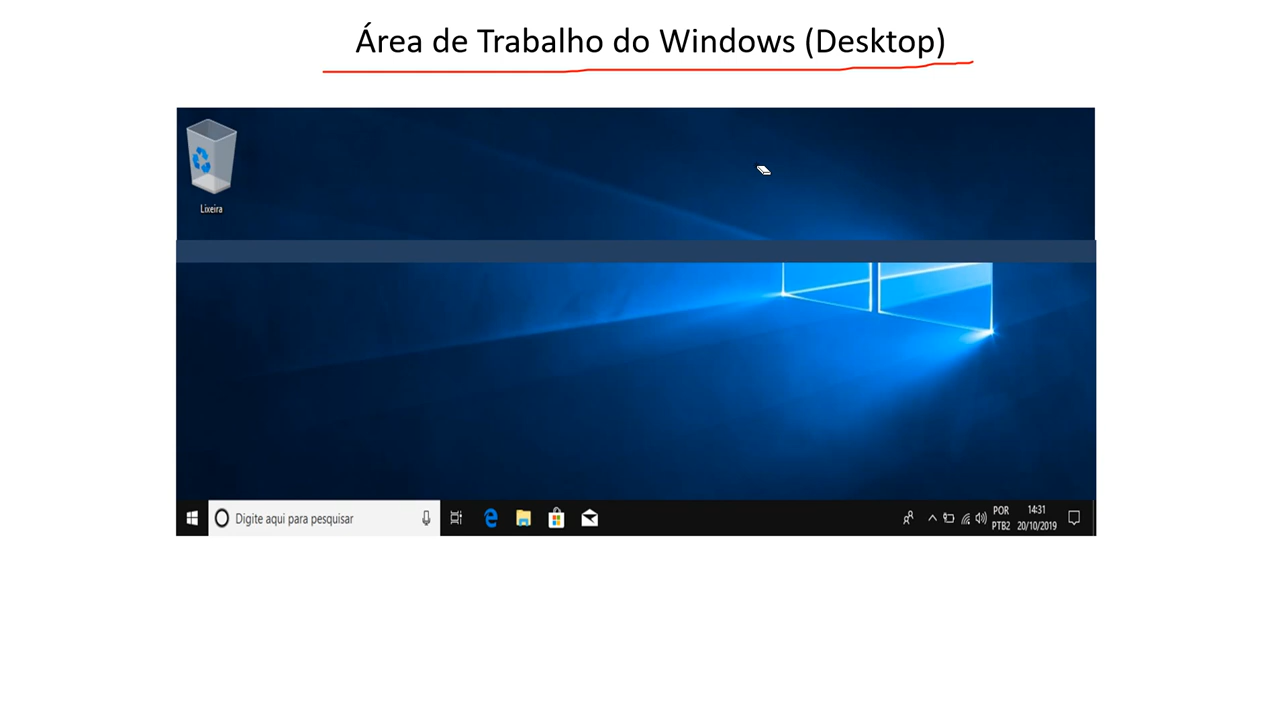 Área de Trabalho do Windows (Desktop)
Lixeira
Digite aqui para pesquisar
POR
PTB2
14:31
20/10/2019